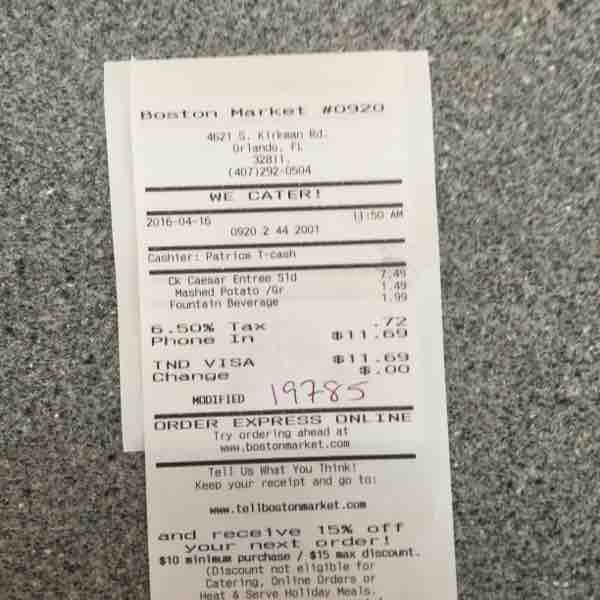 Boston Market #0920
4621 S. Kirkman Rd.
Orlando, FL
32811,
(407)292-0504
WE CATER!
2016-04-16 11:50 AM
0920 2 44 2001
Cashier: Patrice T-cash
Ck Caesar Entree Sld 7.49
Mashed Potato /Gr 1.49
Fountain Beverage 1.99
6.50% Tax .72
Phone In $11.69
TND VISA $11.69
Change $.00
MODIFIED 19785
ORDER EXPRESS ONLINE
Try ordering ahead at
www.bostonmarket.com
Tell Us What You Think!
Keep your receipt and go to:
www.tellbostonmarket.com
and receive 15% off
your next order!
$10 minimum purchase / $15 max discount.
(Discount not eligible for
Catering, Online Orders or
Heat & Serve Holiday Meals.